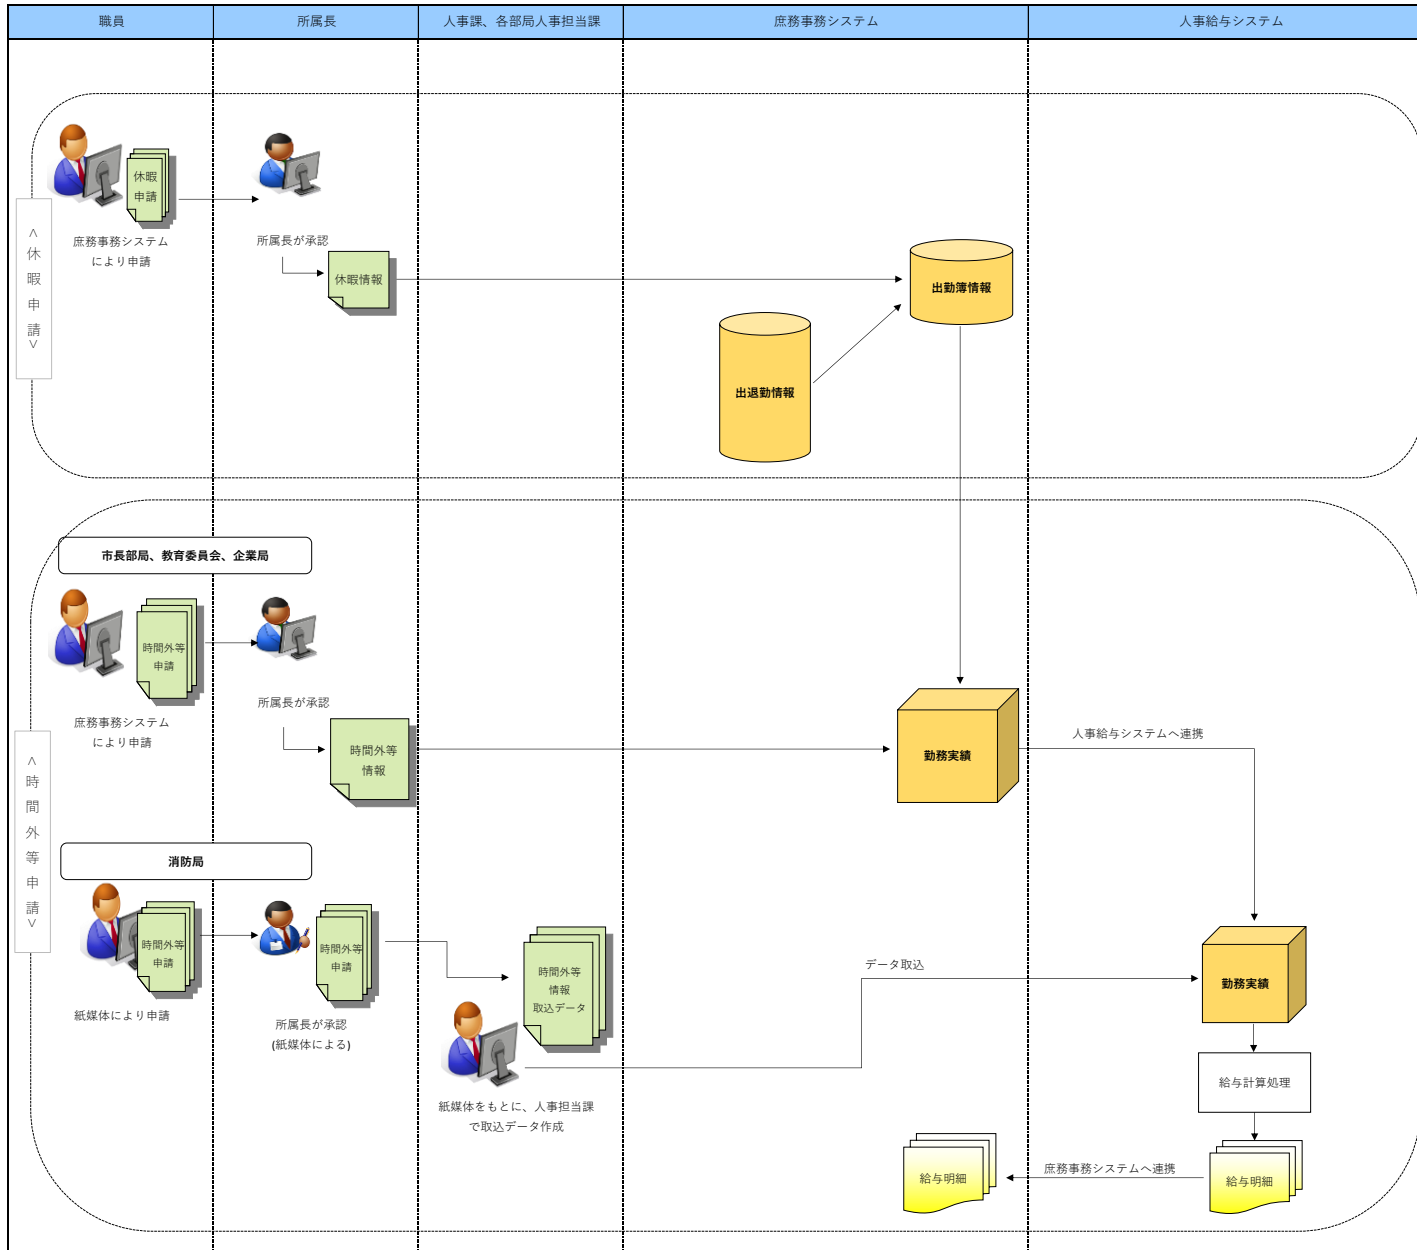 職員
所属長
人事課、各部局人事担当課
庶務事務システム
人事給与システム
<休暇申請>
休暇
申請
庶務事務システム
により申請
所属長が承認
休暇情報
出勤簿情報
出退勤情報
<時間外等申請>
市長部局、教育委員会、企業局
時間外等
申請
庶務事務システム
により申請
所属長が承認
時間外等
情報
勤務実績
人事給与システムへ連携
消防局
時間外等
申請
紙媒体により申請
時間外等
申請
所属長が承認
(紙媒体による)
時間外等
情報
取込データ
紙媒体をもとに、人事担当課
で取込データ作成
データ取込
勤務実績
給与計算処理
給与明細
庶務事務システムへ連携
給与明細